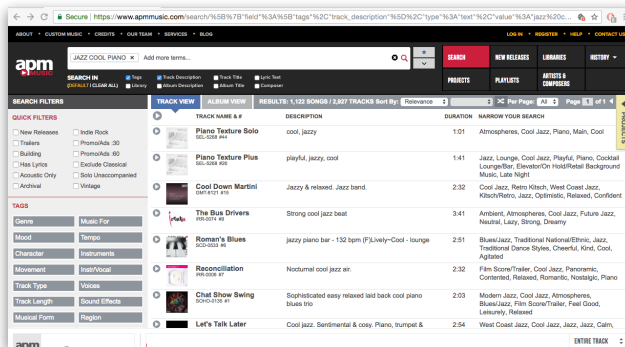 Secure https://www.apmmusic.com/search/%5B%7B"field"%3A%5B"tags"%2C"track_description"%5D%2C"type"%3A"text"%2C"value"%3A"jazz%20c...
ABOUT • CUSTOM MUSIC • CREDITS • OUR TEAM • SERVICES • BLOG
LOG IN • REGISTER • HELP • CONTACT US
apm MUSIC
JAZZ COOL PIANO × Add more terms...
SEARCH NEW RELEASES LIBRARIES HISTORY
SEARCH IN Tags Track Description Track Title Lyric Text
(DEFAULT | CLEAR ALL) Library Album Description Album Title Composer
PROJECTS PLAYLISTS ARTISTS & COMPOSERS
SEARCH FILTERS
TRACK VIEW ALBUM VIEW RESULTS: 1,122 SONGS / 2,927 TRACKS Sort By: Relevance Per Page: All Page 1 of 1
PROJECTS
QUICK FILTERS
New Releases Indie Rock
Trailers Promo/Ads :30
Building Promo/Ads :60
Has Lyrics Exclude Classical
Acoustic Only Solo Unaccompanied
Archival Vintage
TAGS
Genre Music For
Mood Tempo
Character Instruments
Movement Instr/Vocal
Track Type Voices
Track Length Sound Effects
Musical Form Region
TRACK NAME & # DESCRIPTION DURATION NARROW YOUR SEARCH
Piano Texture Solo cool, jazzy 1:01 Atmospheres, Cool Jazz, Piano, Main, Cool
SEL-5268 #44
Piano Texture Plus playful, jazzy, cool 1:41 Jazz, Lounge, Cool Jazz, Playful, Piano, Cocktail
Lounge/Bar, Elevator/On Hold/Retail Background
Music, Late Night
Cool Down Martini Jazzy & relaxed. Jazz band. 2:32 Cool Jazz, Retro Kitsch, West Coast Jazz,
Kitsch/Retro, Jazz, Optimistic, Relaxed, Confident
The Bus Drivers Strong cool jazz beat 3:41 Ambient, Atmospheres, Cool Jazz, Future Jazz,
Neutral, Lazy, Strong, Dreamy
Roman's Blues jazzy piano bar - 132 bpm (F)Lively~Cool - lounge 2:51 Blues/Jazz, Traditional National/Ethnic, Jazz,
SCD-0533 #6 Traditional Dance Styles, Cheerful, Kind, Cool,
Agitated
Reconciliation Nocturnal cool jazz air. 2:32 Film Score/Trailer, Cool Jazz, Panoramic,
Contented, Relaxed, Romantic, Nostalgic, Piano
Chat Show Swing Sophisticated easy relaxed laid back cool piano 2:03 Modern Jazz, Cool Jazz, Atmospheres,
SOHO-0135 #1 blues trio Blues/Jazz, Film Score/Trailer, Feel Good,
Leisurely, Relaxed
Let's Talk Later Cool jazz. Sentimental & cosy. Piano, trumpet & 2:54 West Coast Jazz, Cool Jazz, Jazz, Jazz, Calm,
apm
ENTIRE TRACK